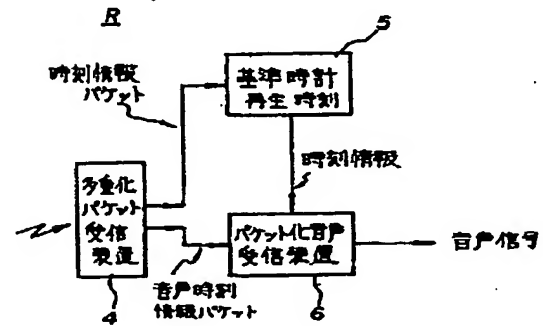 R
5
時刻情報
パケット
基準時計
再生時刻
時刻情報
多重化
パケット
受信
装置
パケット化音声
受信装置
音声信号
音声時刻
情報パケット
4
6